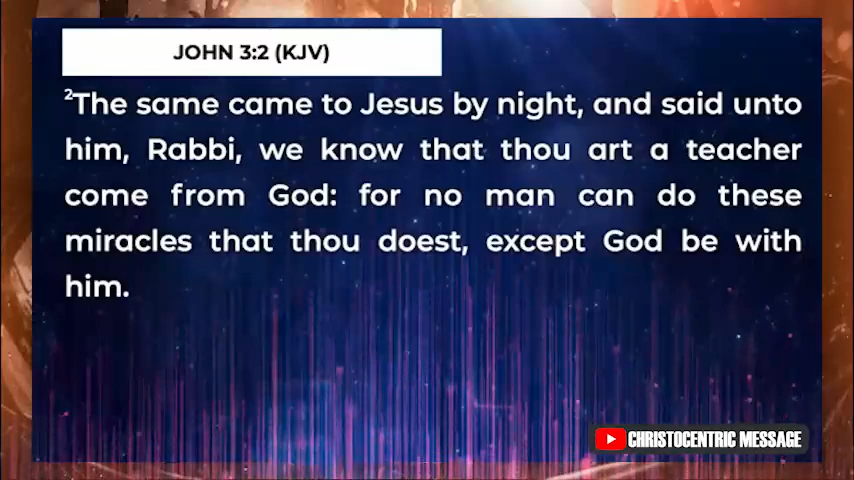 JOHN 3:2 (KJV)
2The same came to Jesus by night, and said unto
him, Rabbi, we know that thou art a teacher
come from God: for no man can do these
miracles that thou doest, except God be with
him.
CHRISTOCENTRIC MESSAGE